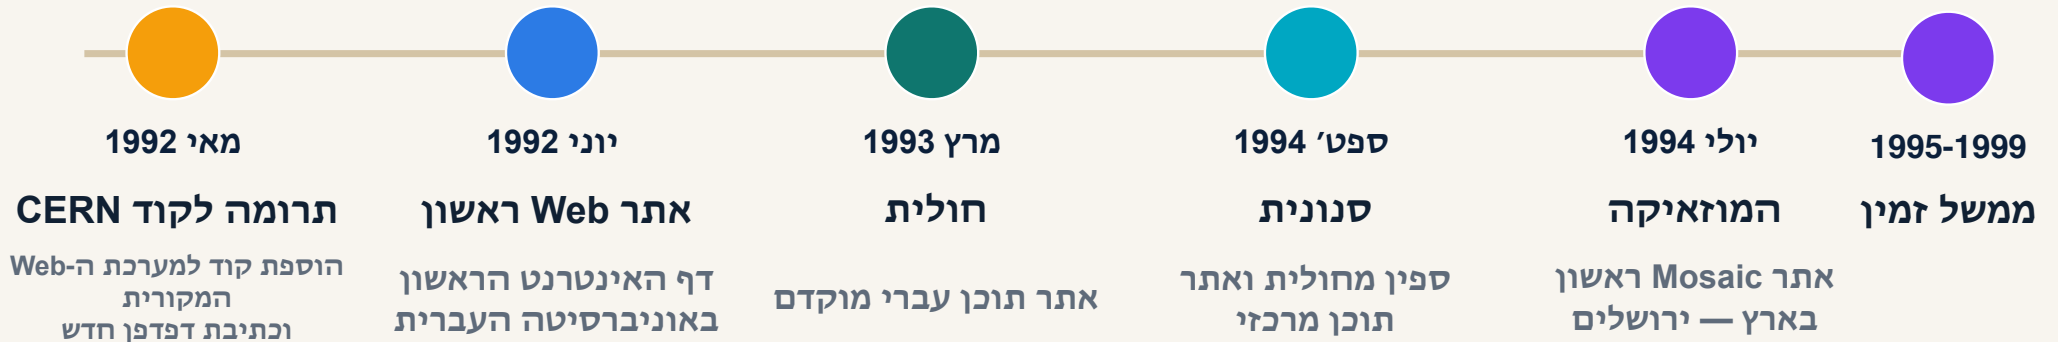 מאי 1992
תרומה לקוד CERN
הוספת קוד למערכת ה-Web
המקורית
וכתיבת דפדפן חדש
יוני 1992
אתר Web ראשון
דף האינטרנט הראשון
באוניברסיטה העברית
מרץ 1993
חולית
אתר תוכן עברי מוקדם
ספט׳ 1994
סנונית
ספין מחולית ואתר
תוכן מרכזי
יולי 1994
המוזאיקה
אתר Mosaic ראשון
בארץ — ירושלים
1995-1999
ממשל זמין